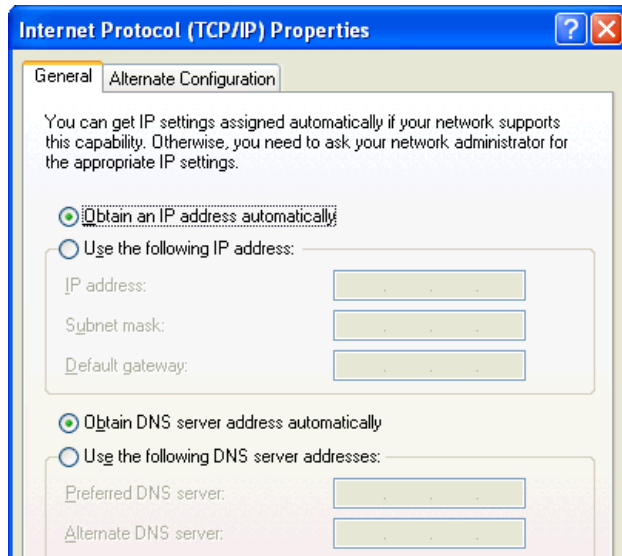 Internet Protocol (TCP/IP) Properties
General
Alternate Configuration
You can get IP settings assigned automatically if your network supports
this capability. Otherwise, you need to ask your network administrator for
the appropriate IP settings.
Obtain an IP address automatically
Use the following IP address:
IP address:
Subnet mask:
Default gateway:
Obtain DNS server address automatically
Use the following DNS server addresses:
Preferred DNS server:
Alternate DNS server: